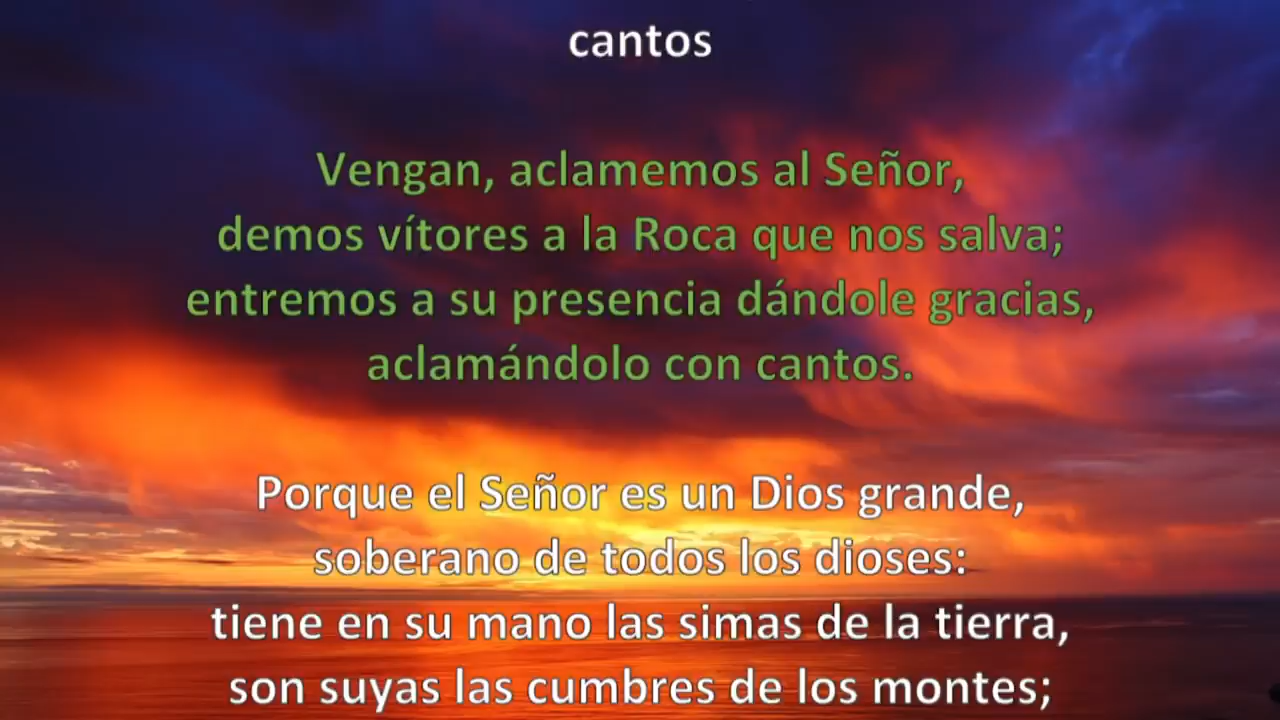 cantos
Vengan, aclamemos al Señor,
demos vítores a la Roca que nos salva;
entremos a su presencia dándole gracias,
aclamándolo con cantos.
Porque el Señor es un Dios grande,
soberano de todos los dioses:
tiene en su mano las simas de la tierra,
son suyas las cumbres de los montes;